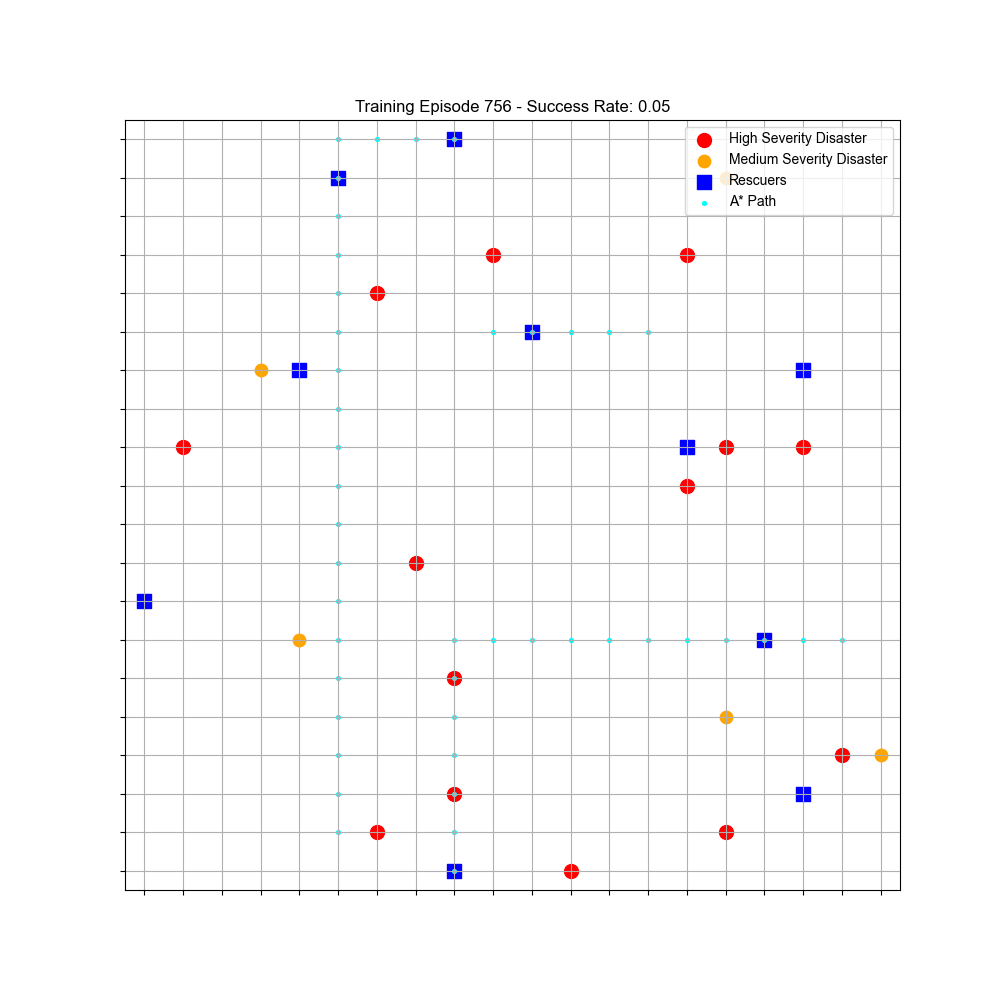 Training Episode 756 - Success Rate: 0.05
High Severity Disaster
Medium Severity Disaster
Rescuers
A* Path